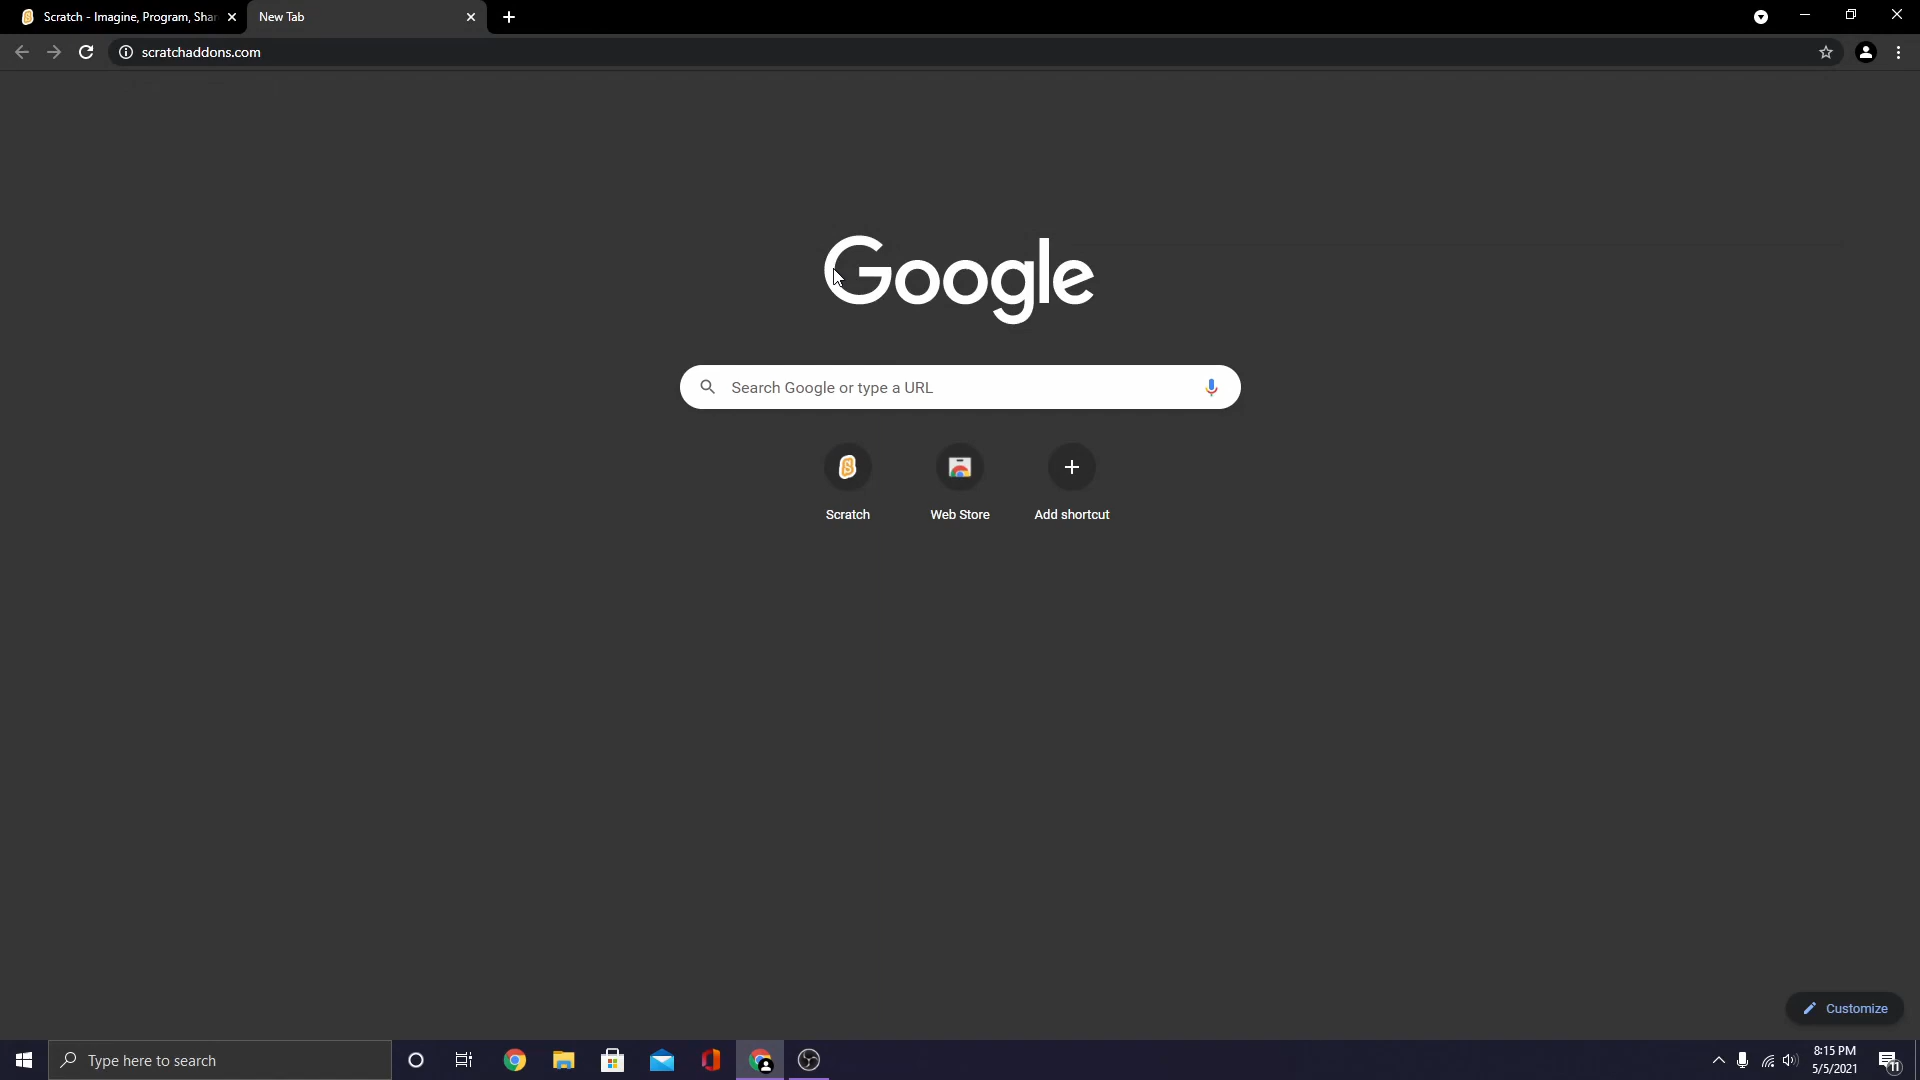 Scratch - Imagine, Program, Shar
New Tab
scratchaddons.com
Google
Search Google or type a URL
Scratch
Web Store
Add shortcut
Customize
Type here to search
8:15 PM
5/5/2021
11